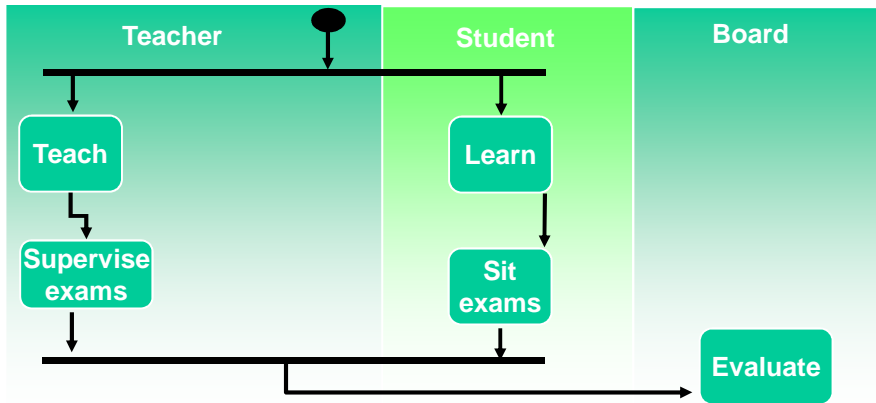 Teacher
Student
Board
Teach
Learn
Supervise
exams
Sit
exams
Evaluate